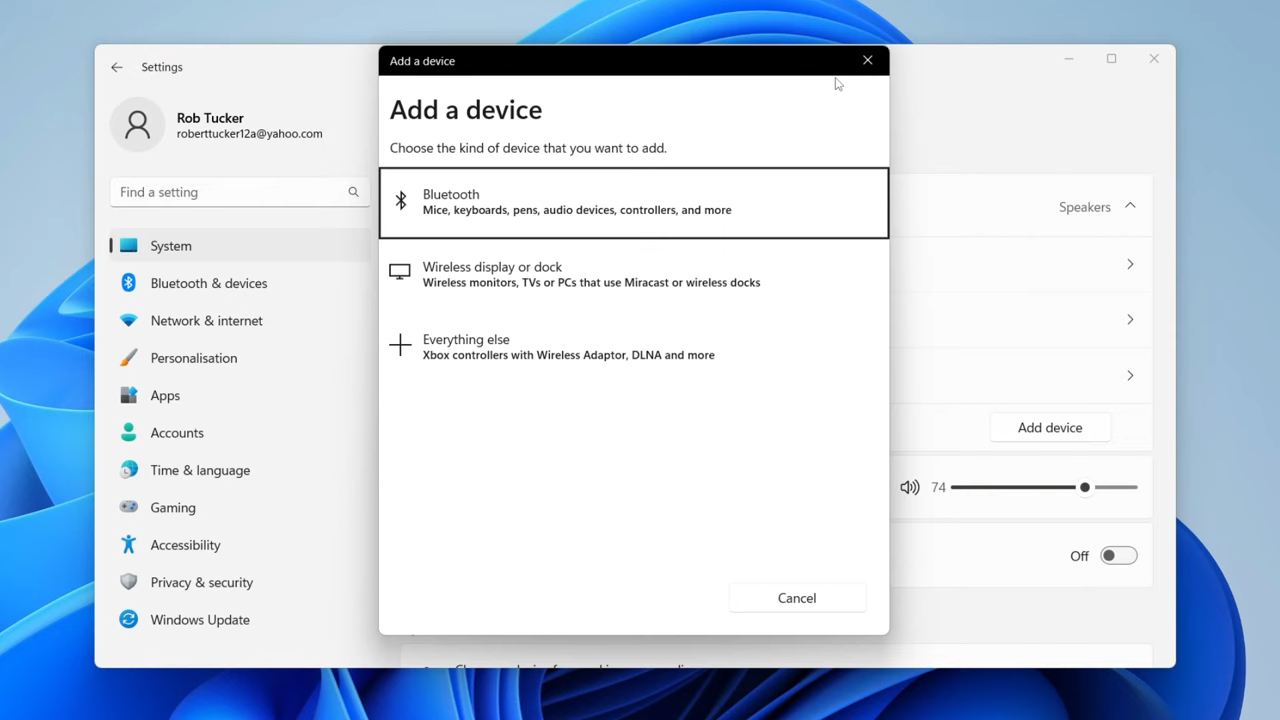 Settings
Rob Tucker
roberttucker12a@yahoo.com
Find a setting
System
Bluetooth & devices
Network & internet
Personalisation
Apps
Accounts
Time & language
Gaming
Accessibility
Privacy & security
Windows Update
Add a device
Add a device
Choose the kind of device that you want to add.
Bluetooth
Mice, keyboards, pens, audio devices, controllers, and more
Wireless display or dock
Wireless monitors, TVs or PCs that use Miracast or wireless docks
Everything else
Xbox controllers with Wireless Adaptor, DLNA and more
Cancel
Speakers
Add device
74
Off